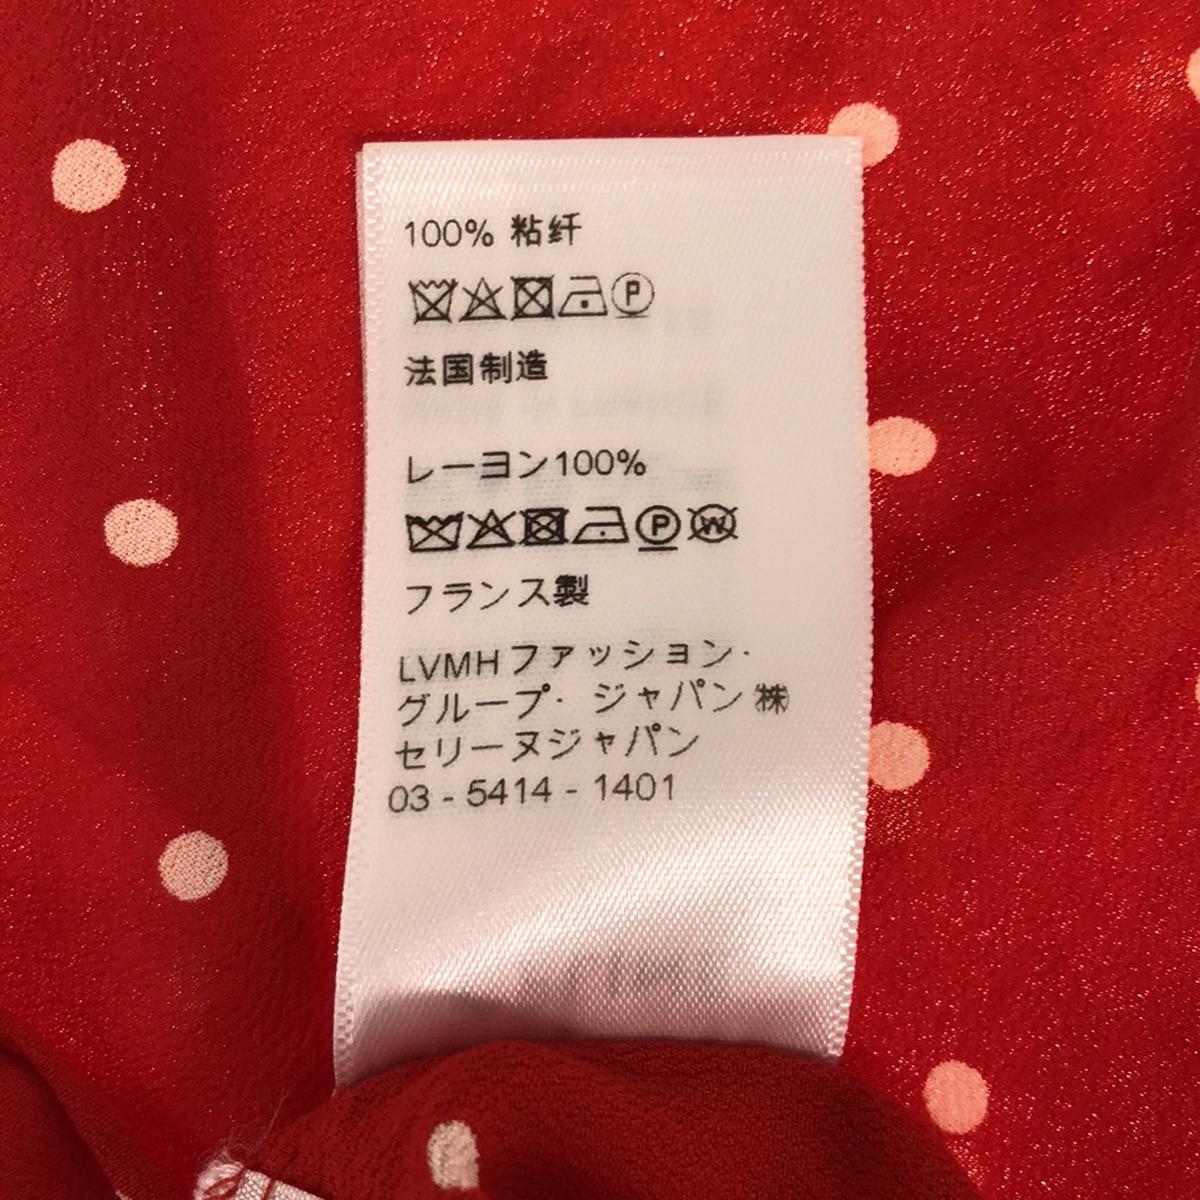 100% 粘纤
P
法国制造
レーヨン100%
P W
フランス製
LVMHファッション・
グループ・ ジャパン ㈱
セリーヌジャパン
03 - 5414 - 1401